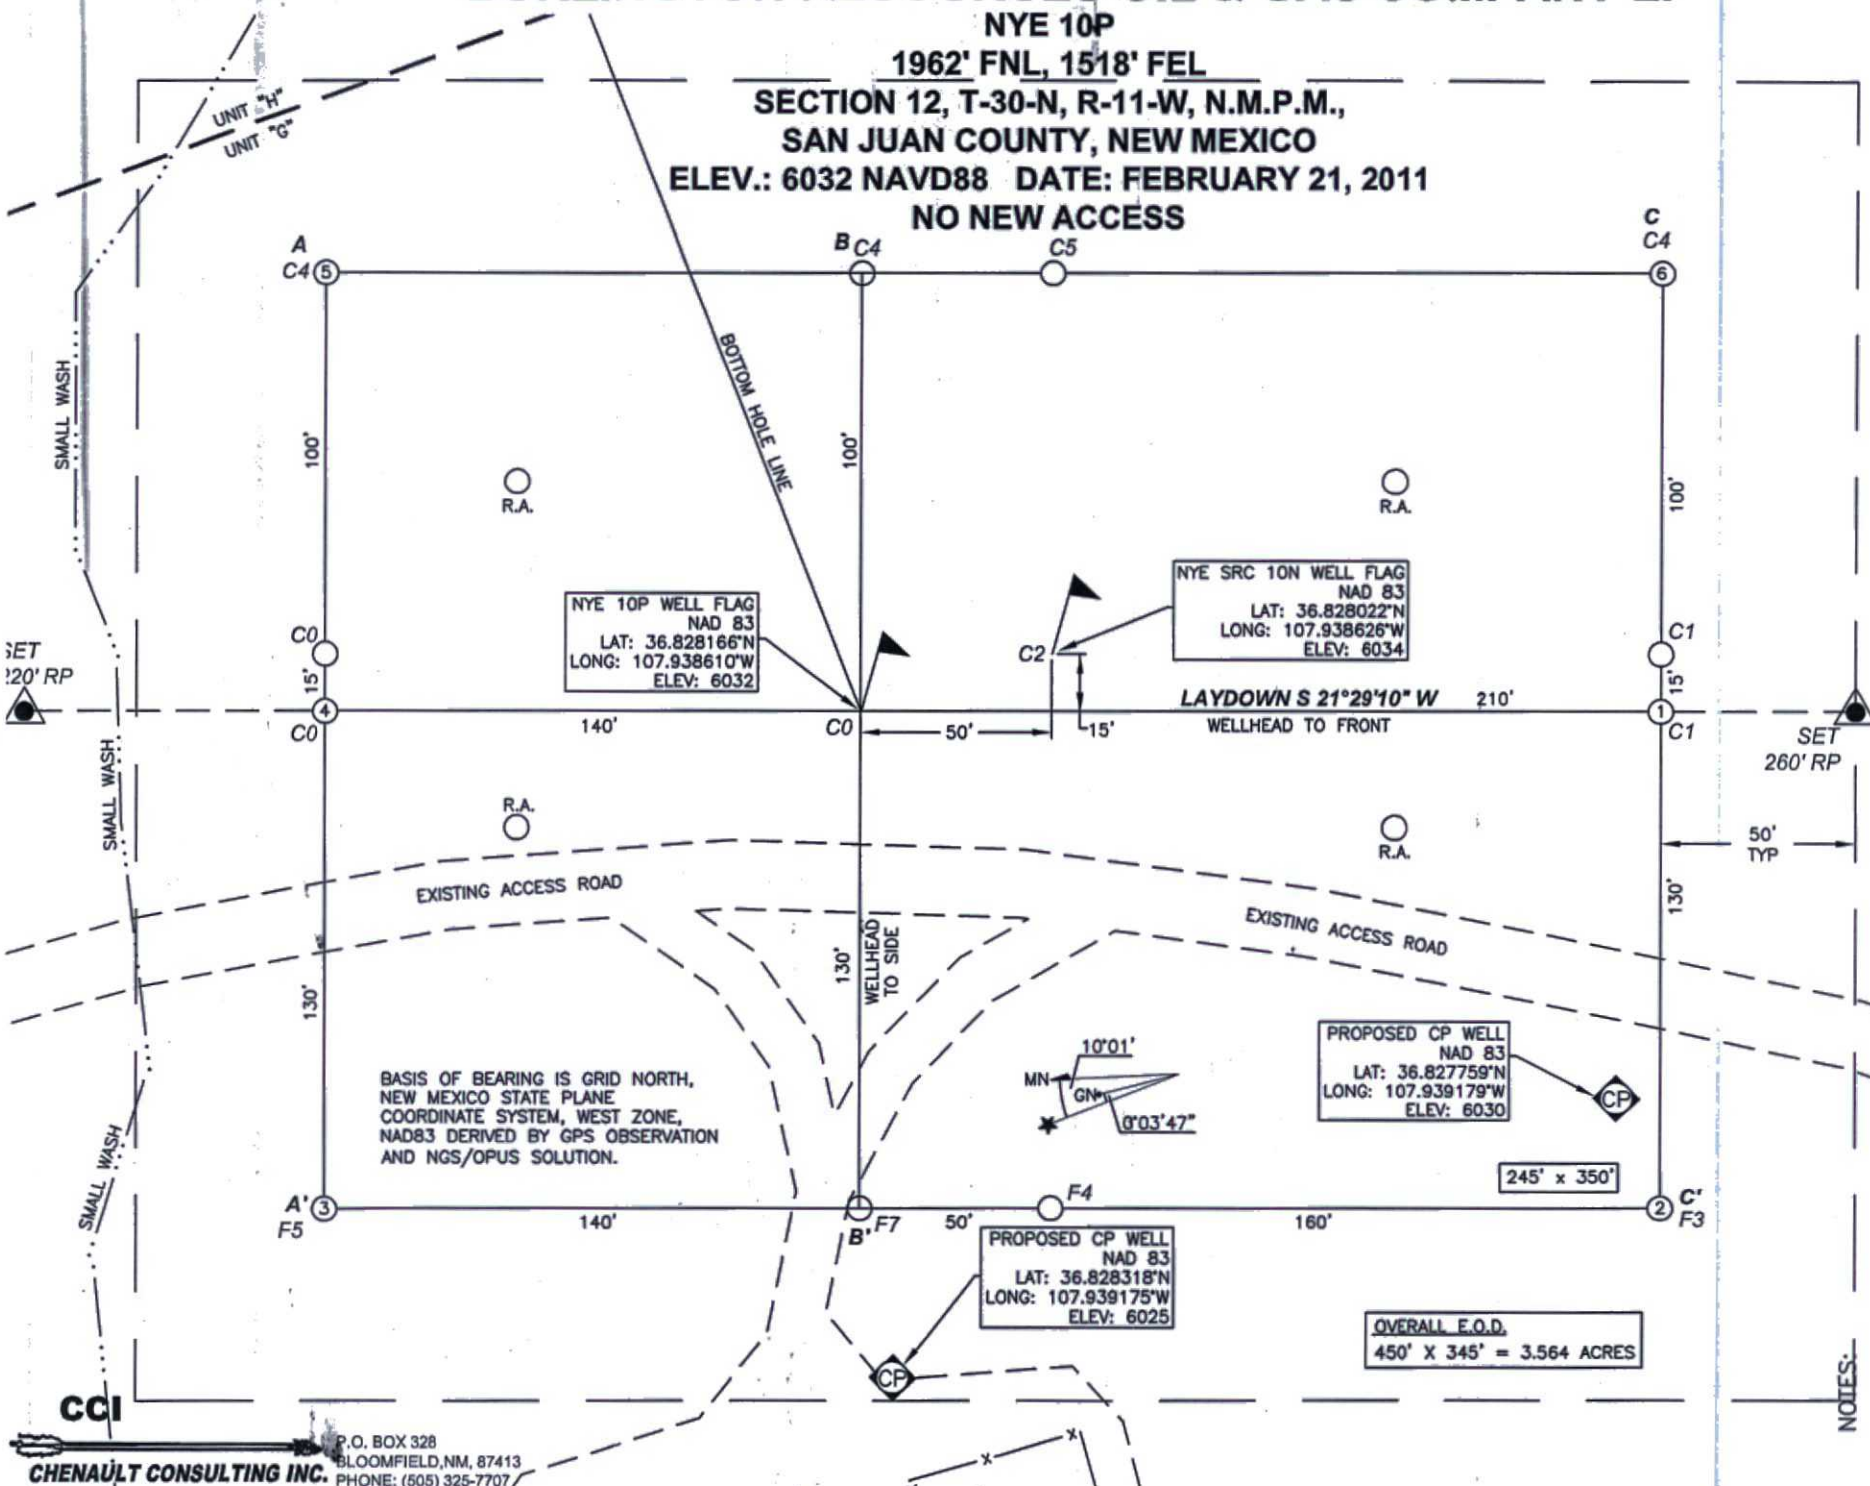 NYE 10P
1962' FNL, 1518' FEL
SECTION 12, T-30-N, R-11-W, N.M.P.M.,
SAN JUAN COUNTY, NEW MEXICO
ELEV.: 6032 NAVD88 DATE: FEBRUARY 21, 2011
NO NEW ACCESS
UNIT "H"
UNIT "G"
A
C4
5
B
C4
C5
C
C4
6
SMALL WASH
100'
BOTTOM HOLE LINE
100'
100'
R.A.
R.A.
NYE 10P WELL FLAG
NAD 83
LAT: 36.828166°N
LONG: 107.938610°W
ELEV: 6032
NYE SRC 10N WELL FLAG
NAD 83
LAT: 36.828022°N
LONG: 107.938626°W
ELEV: 6034
C0
C2
C1
SET
220' RP
15'
15'
4
C0
140'
C0
50'
15'
LAYDOWN S 21°29'10" W
210'
WELLHEAD TO FRONT
1
C1
SET
260' RP
SMALL WASH
R.A.
R.A.
50'
TYP
EXISTING ACCESS ROAD
EXISTING ACCESS ROAD
130'
130'
WELLHEAD
TO SIDE
130'
BASIS OF BEARING IS GRID NORTH,
NEW MEXICO STATE PLANE
COORDINATE SYSTEM, WEST ZONE,
NAD83 DERIVED BY GPS OBSERVATION
AND NGS/OPUS SOLUTION.
10°01'
MN
GN
0°03'47"
PROPOSED CP WELL
NAD 83
LAT: 36.827759°N
LONG: 107.939179°W
ELEV: 6030
CP
SMALL WASH
245' x 350'
A'
F5
3
140'
B'
F7
50'
F4
160'
2
C'
F3
PROPOSED CP WELL
NAD 83
LAT: 36.828318°N
LONG: 107.939175°W
ELEV: 6025
CP
OVERALL E.O.D.
450' X 345' = 3.564 ACRES
NOTES:
CCI
CHENAULT CONSULTING INC.
P.O. BOX 328
BLOOMFIELD,NM, 87413
PHONE: (505) 325-7707
x
x